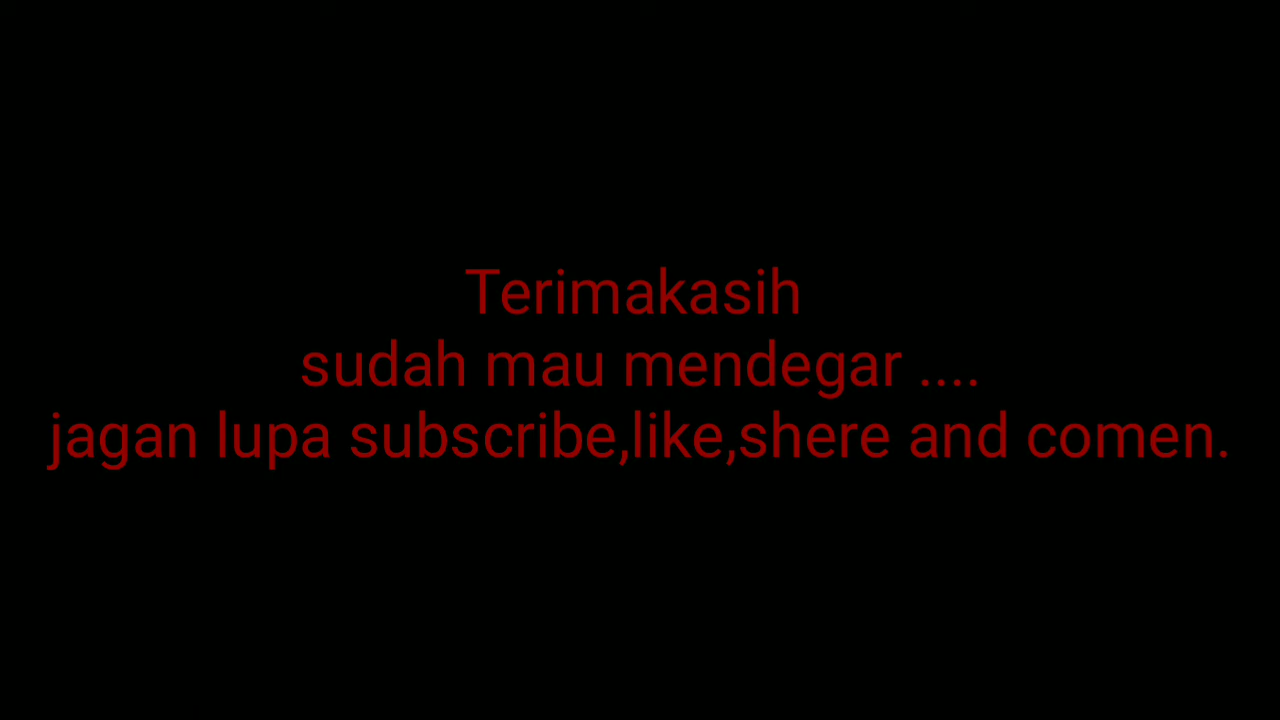 Terimakasih
sudah mau mendegar ....
jagan lupa subscribe,like,shere and comen.